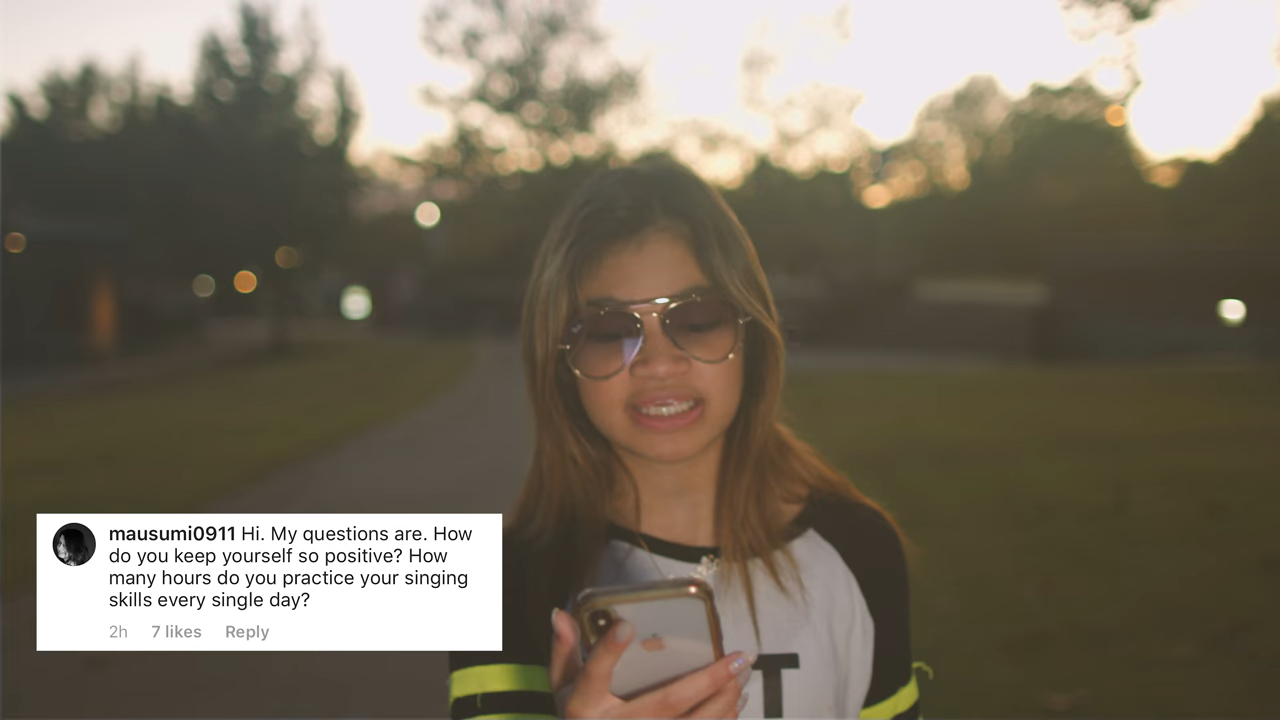 mausumi0911 Hi. My questions are. How
do you keep yourself so positive? How
many hours do you practice your singing
skills every single day?
2h 7 likes Reply
T